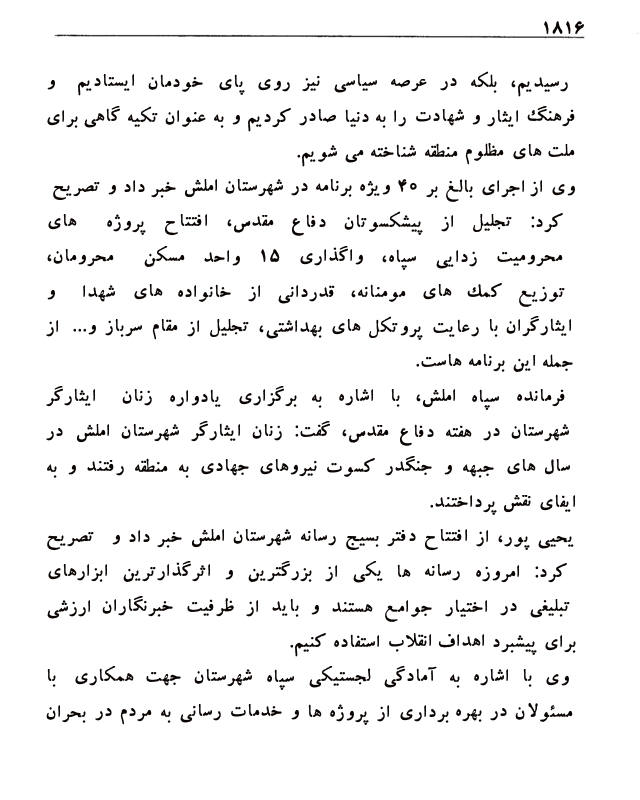 ۱۸۱۶
رسیدیم، بلکه در عرصه سیاسی نیز روی پای خودمان ایستادیم و
فرهنگ ایثار و شهادت را به دنیا صادر کردیم و به عنوان تکیه گاهی برای
ملت های مظلوم منطقه شناخته می شویم.
وی از اجرای بالغ بر ۴۰ ویژه برنامه در شهرستان املش خبر داد و تصریح
کرد: تجلیل از پیشکسوتان دفاع مقدس، افتتاح پروژه های
محرومیت زدایی سپاه، واگذاری ۱۵ واحد مسکن محرومان،
توزیع کمك های مومنانه، قدردانی از خانواده های شهدا و
ایثارگران با رعایت پروتکل های بهداشتی، تجلیل از مقام سرباز و... از
جمله این برنامه هاست.
فرمانده سپاه املش، با اشاره به برگزاری یادواره زنان ایثارگر
شهرستان در هفته دفاع مقدس، گفت: زنان ایثارگر شهرستان املش در
سال های جبهه و جنگدر کسوت نیروهای جهادی به منطقه رفتند و به
ایفای نقش پرداختند.
یحیی پور، از افتتاح دفتر بسیج رسانه شهرستان املش خبر داد و تصریح
کرد: امروزه رسانه ها یکی از بزرگترین و اثرگذارترین ابزارهای
تبلیغی در اختیار جوامع هستند و باید از ظرفیت خبرنگاران ارزشی
برای پیشبرد اهداف انقلاب استفاده کنیم.
وی با اشاره به آمادگی لجستیکی سپاه شهرستان جهت همکاری با
مسئولان در بهره برداری از پروژه ها و خدمات رسانی به مردم در بحران